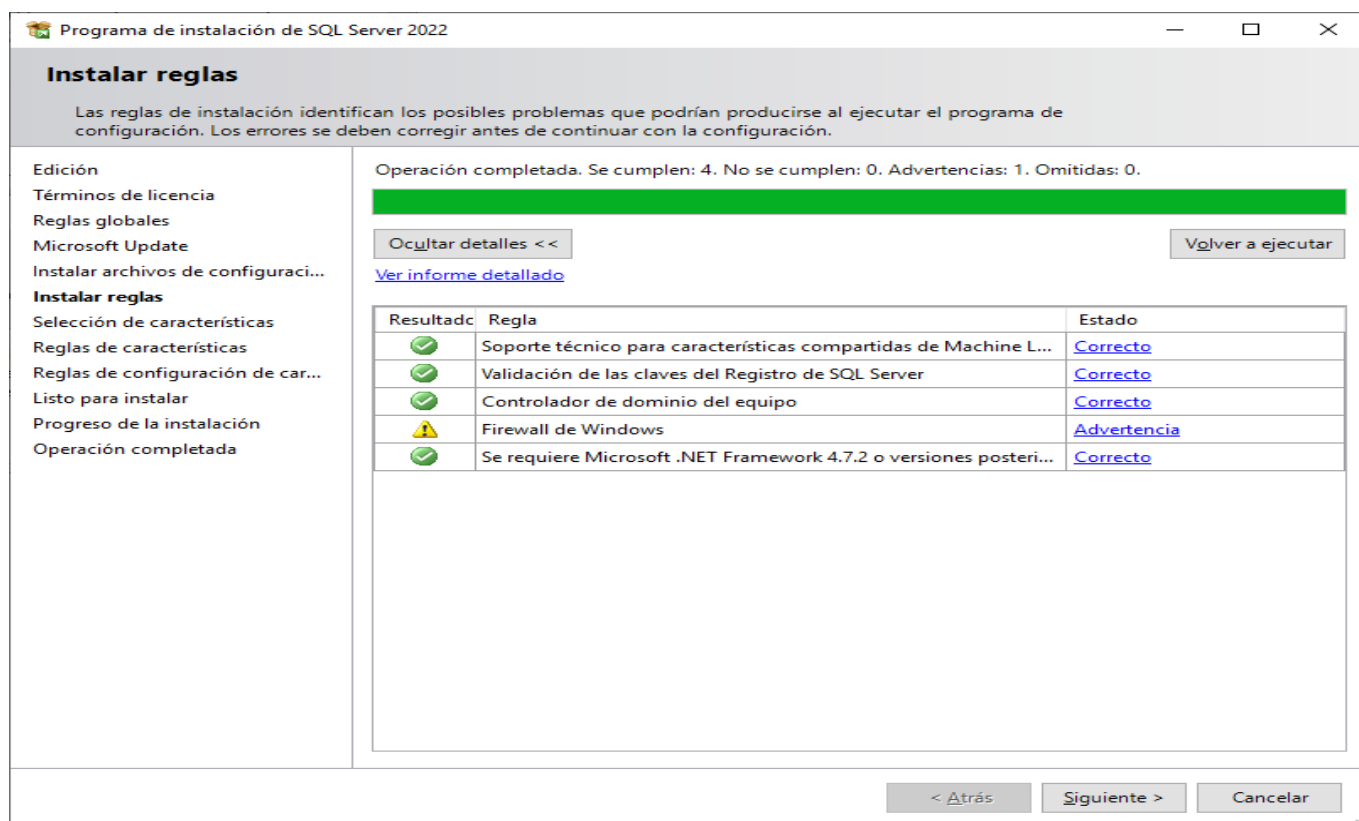 Programa de instalación de SQL Server 2022
Instalar reglas
Las reglas de instalación identifican los posibles problemas que podrían producirse al ejecutar el programa de
configuración. Los errores se deben corregir antes de continuar con la configuración.
Edición
Términos de licencia
Reglas globales
Microsoft Update
Instalar archivos de configuraci...
Instalar reglas
Selección de características
Reglas de características
Reglas de configuración de car...
Listo para instalar
Progreso de la instalación
Operación completada
Operación completada. Se cumplen: 4. No se cumplen: 0. Advertencias: 1. Omitidas: 0.
Ocultar detalles <<
Volver a ejecutar
Ver informe detallado
Resultado Regla Estado
Soporte técnico para características compartidas de Machine L... Correcto
Validación de las claves del Registro de SQL Server Correcto
Controlador de dominio del equipo Correcto
Firewall de Windows Advertencia
Se requiere Microsoft .NET Framework 4.7.2 o versiones posteri... Correcto
< Atrás
Siguiente >
Cancelar